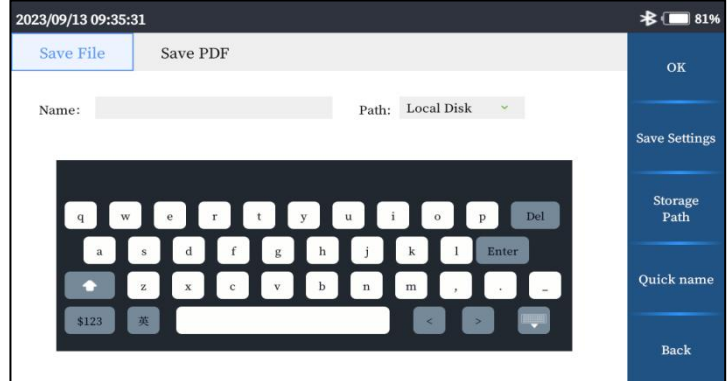 2023/09/13 09:35:31 81%
Save File Save PDF
OK
Name: Path: Local Disk
Save Settings
q w e r t y u i o p Del
Storage
Path
a s d f g h j k l Enter
z x c v b n m , . _
Quick name
$123 英 < >
Back